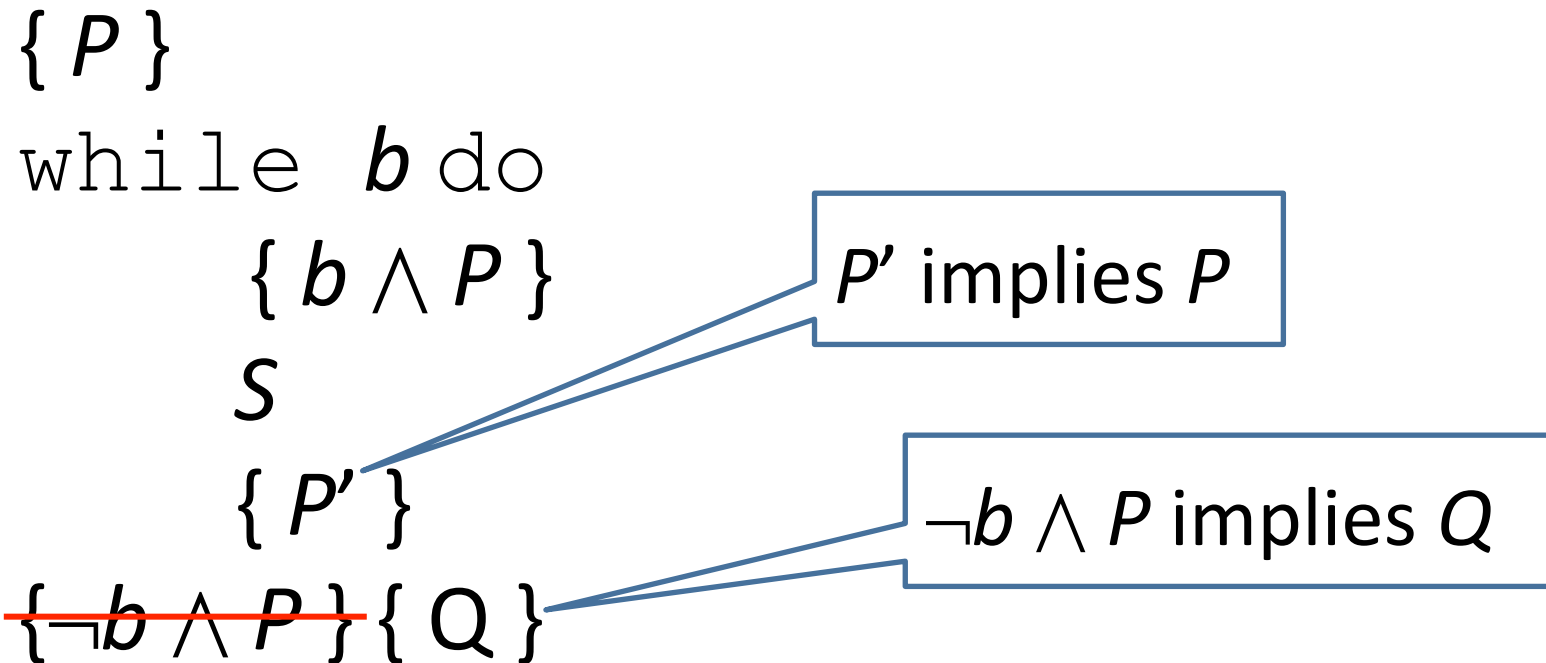 { P }
while b do
{ b ∧ P }
P’ implies P
S
{ P’ }
¬b ∧ P implies Q
{¬b ∧ P } { Q }